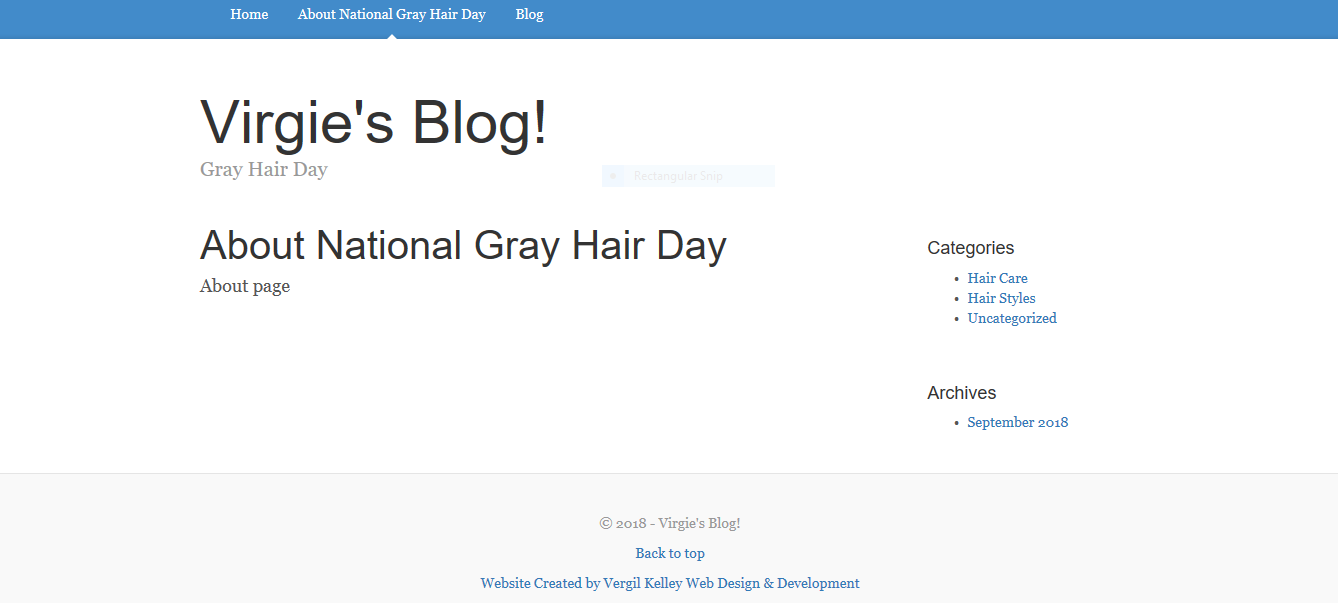 Home About National Gray Hair Day Blog
Virgie's Blog!
Gray Hair Day
Rectangular Snip
About National Gray Hair Day
About page
Categories
• Hair Care
• Hair Styles
• Uncategorized
Archives
• September 2018
© 2018 - Virgie's Blog!
Back to top
Website Created by Vergil Kelley Web Design & Development